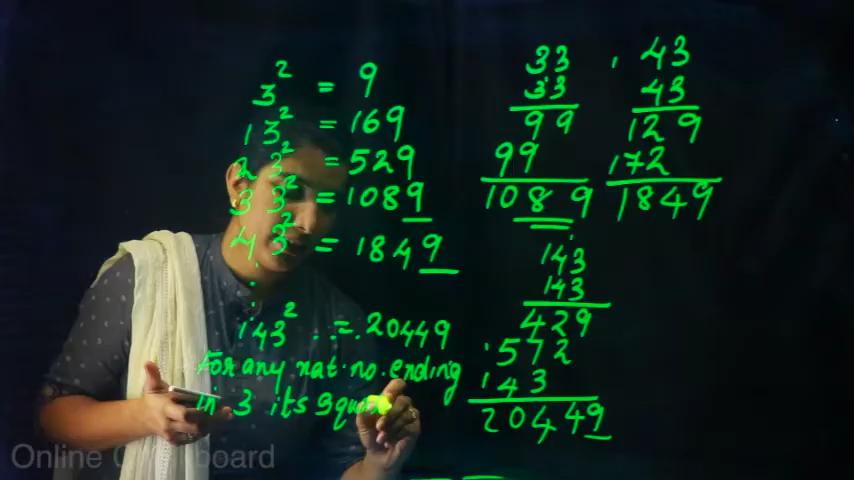 3² = 9
13² = 169
23² = 529
33² = 1089
43² = 1849
143² = 20449
For any nat. no. ending
in 3 its squar
33
33
99
99
1089
43
43
129
172
1849
143
143
429
572
143
20449
Online board